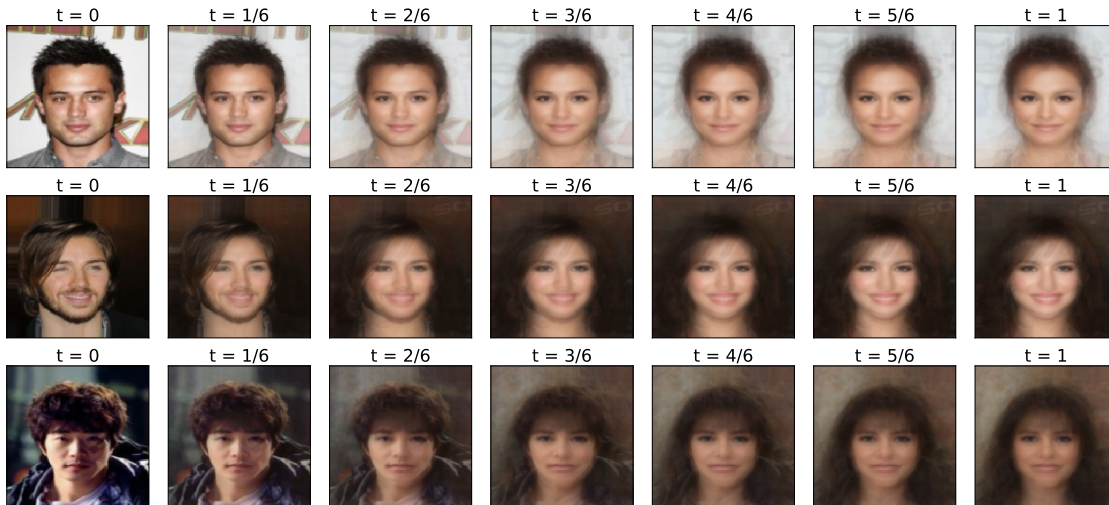 t = 0 t = 1/6 t = 2/6 t = 3/6 t = 4/6 t = 5/6 t = 1
t = 0 t = 1/6 t = 2/6 t = 3/6 t = 4/6 t = 5/6 t = 1
t = 0 t = 1/6 t = 2/6 t = 3/6 t = 4/6 t = 5/6 t = 1